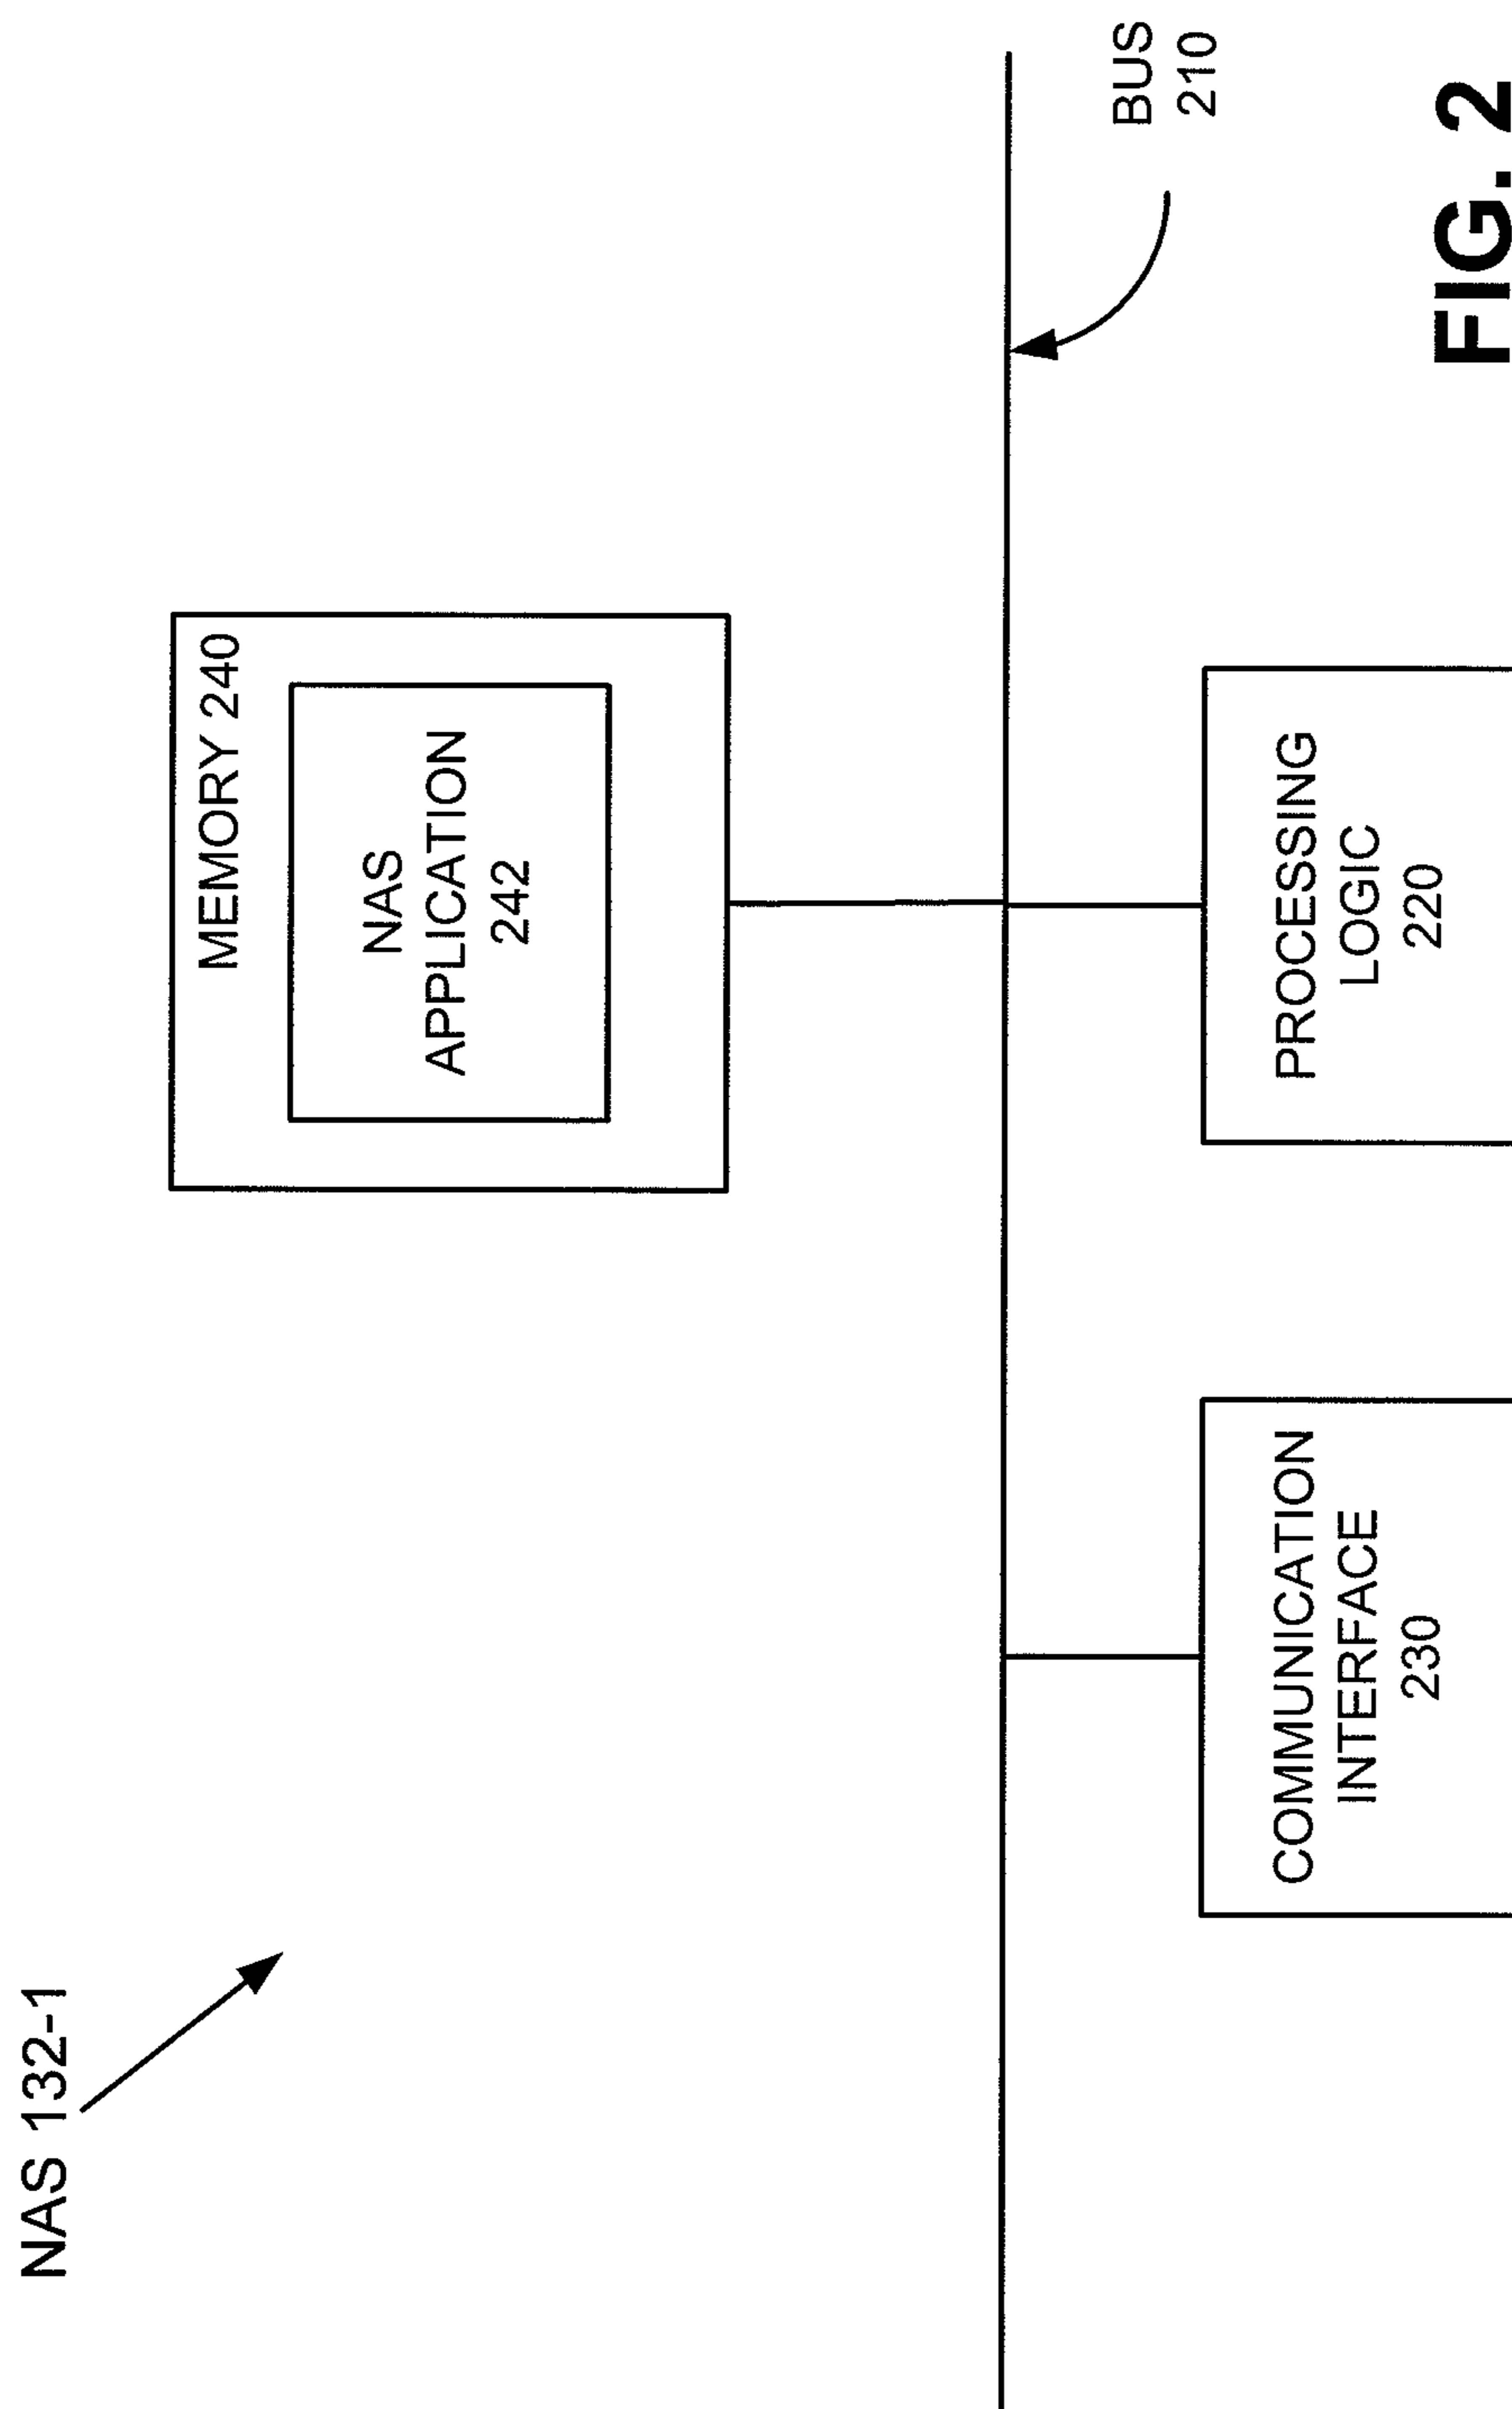 NAS 132-1
MEMORY 240
NAS
APPLICATION
242
BUS
210
COMMUNICATION
INTERFACE
230
PROCESSING
LOGIC
220
FIG. 2